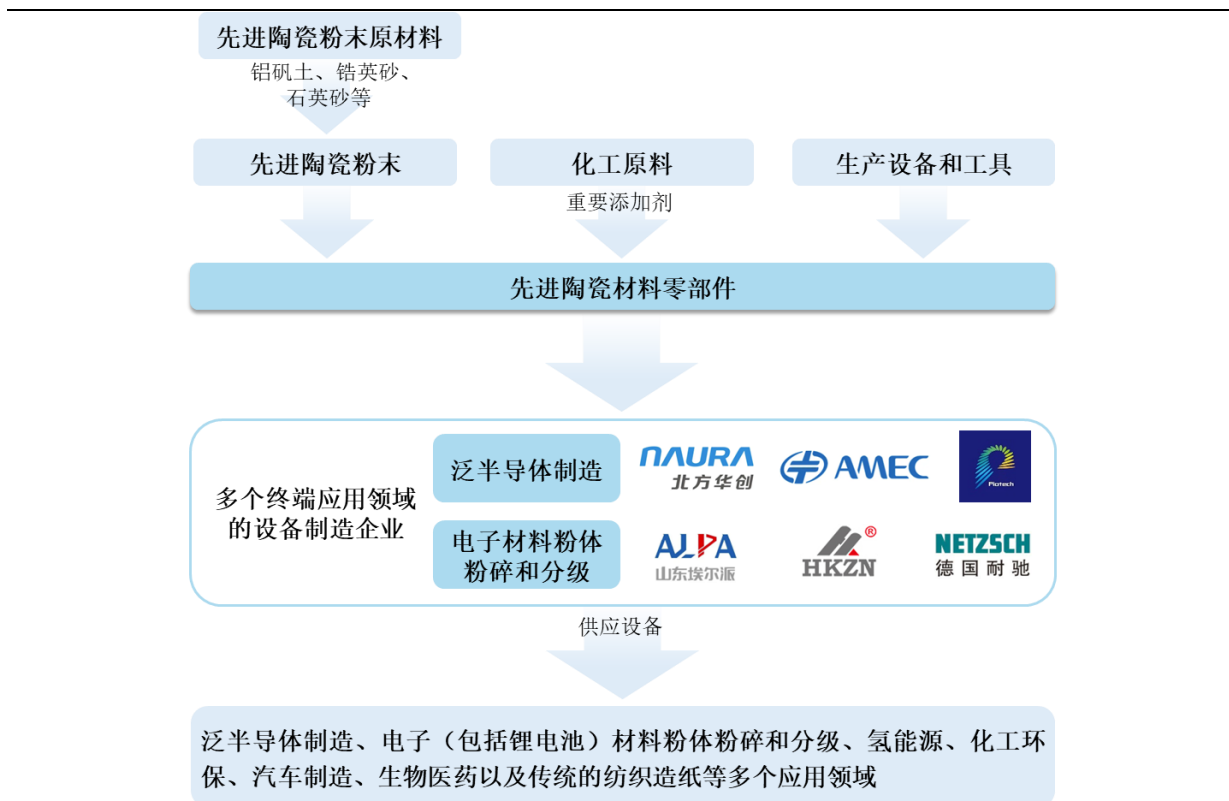 先进陶瓷粉末原材料
铝矾土、锆英砂、
石英砂等
先进陶瓷粉末
化工原料
生产设备和工具
重要添加剂
先进陶瓷材料零部件
多个终端应用领域
的设备制造企业
泛半导体制造
NAURA
北方华创
AMEC
Piotech
电子材料粉体
粉碎和分级
ALPA
山东埃尔派
HKZN®
NETZSCH
德国耐驰
供应设备
泛半导体制造、电子（包括锂电池）材料粉体粉碎和分级、氢能源、化工环
保、汽车制造、生物医药以及传统的纺织造纸等多个应用领域